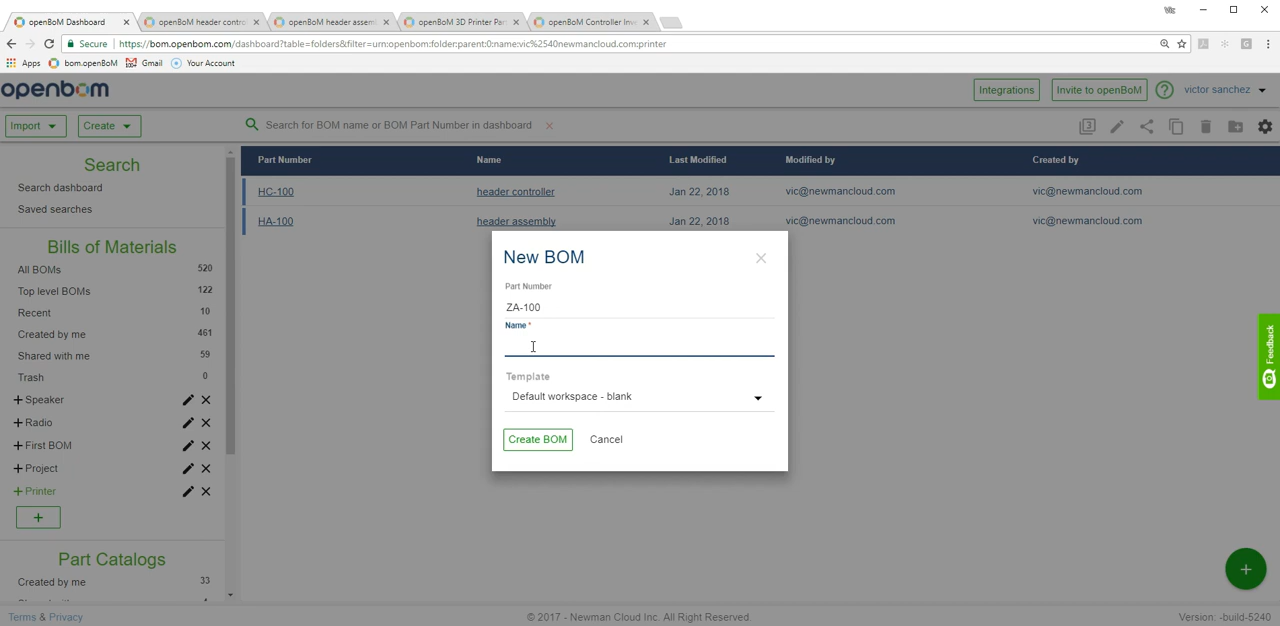 openBoM Dashboard × openBoM header contro × openBoM header assem × openBoM 3D Printer Par × openBoM Controller Inv × Vic
Secure https://bom.openbom.com/dashboard?table=folders&filter=urn:openbom:folder:parent:0:name:vic%2540newmancloud.com:printer
Apps bom.openBoM Gmail Your Account
openbom Integrations Invite to openBoM ? victor sanchez
Import Create Search for BOM name or BOM Part Number in dashboard × 3
Search
Search dashboard
Saved searches
Bills of Materials
All BOMs 520
Top level BOMs 122
Recent 10
Created by me 461
Shared with me 59
Trash 0
+ Speaker
+ Radio
+ First BOM
+ Project
+ Printer
+
Part Catalogs
Created by me 33
Part Number Name Last Modified Modified by Created by
HC-100 header controller Jan 22, 2018 vic@newmancloud.com vic@newmancloud.com
HA-100 header assembly Jan 22, 2018 vic@newmancloud.com vic@newmancloud.com
New BOM ×
Part Number
ZA-100
Name *
Template
Default workspace - blank
Create BOM Cancel
Feedback
+
Terms & Privacy © 2017 - Newman Cloud Inc. All Right Reserved. Version: -build-5240